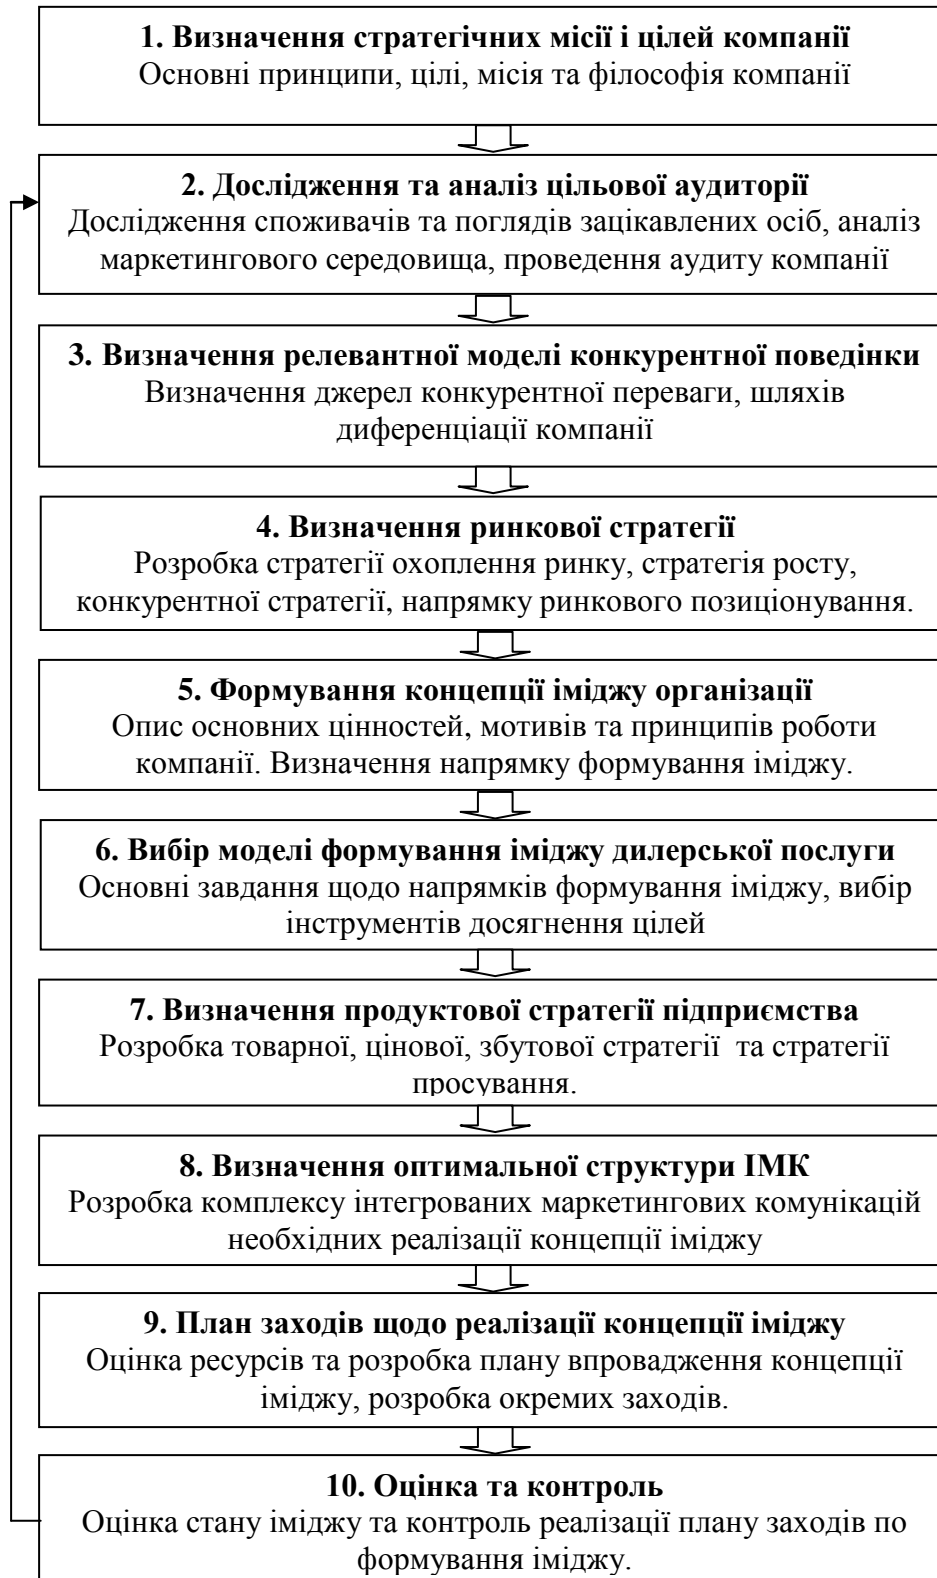 1. Визначення стратегічних місії і цілей компанії
Основні принципи, цілі, місія та філософія компанії
2. Дослідження та аналіз цільової аудиторії
Дослідження споживачів та поглядів зацікавлених осіб, аналіз
маркетингового середовища, проведення аудиту компанії
3. Визначення релевантної моделі конкурентної поведінки
Визначення джерел конкурентної переваги, шляхів
диференціації компанії
4. Визначення ринкової стратегії
Розробка стратегії охоплення ринку, стратегія росту,
конкурентної стратегії, напрямку ринкового позиціонування.
5. Формування концепції іміджу організації
Опис основних цінностей, мотивів та принципів роботи
компанії. Визначення напрямку формування іміджу.
6. Вибір моделі формування іміджу дилерської послуги
Основні завдання щодо напрямків формування іміджу, вибір
інструментів досягнення цілей
7. Визначення продуктової стратегії підприємства
Розробка товарної, цінової, збутової стратегії та стратегії
просування.
8. Визначення оптимальної структури ІМК
Розробка комплексу інтегрованих маркетингових комунікацій
необхідних реалізації концепції іміджу
9. План заходів щодо реалізації концепції іміджу
Оцінка ресурсів та розробка плану впровадження концепції
іміджу, розробка окремих заходів.
10. Оцінка та контроль
Оцінка стану іміджу та контроль реалізації плану заходів по
формування іміджу.